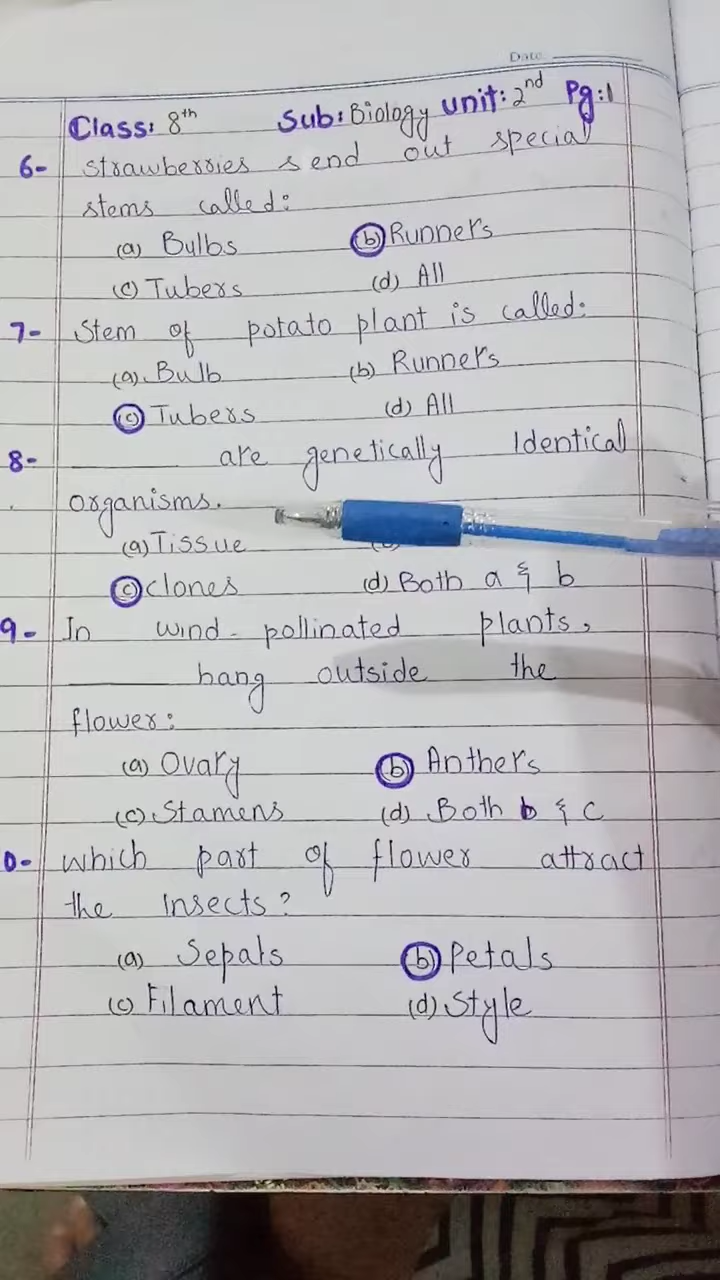 Date
Class: 8th Sub: Biology unit: 2nd Pg:1
6- strawberries send out special
stems called:
(a) Bulbs (b) Runners
(c) Tubers (d) All
7- Stem of potato plant is called:
(a) Bulb (b) Runners
(c) Tubers (d) All
8- ______ are genetically Identical
organisms.
(a) Tissue
(c) clones (d) Both a & b
9- In wind-pollinated plants,
______ hang outside the
flower:
(a) Ovary (b) Anthers
(c) Stamens (d) Both b & c
0- which part of flower attract
the insects?
(a) Sepals (b) Petals
(c) Filament (d) Style